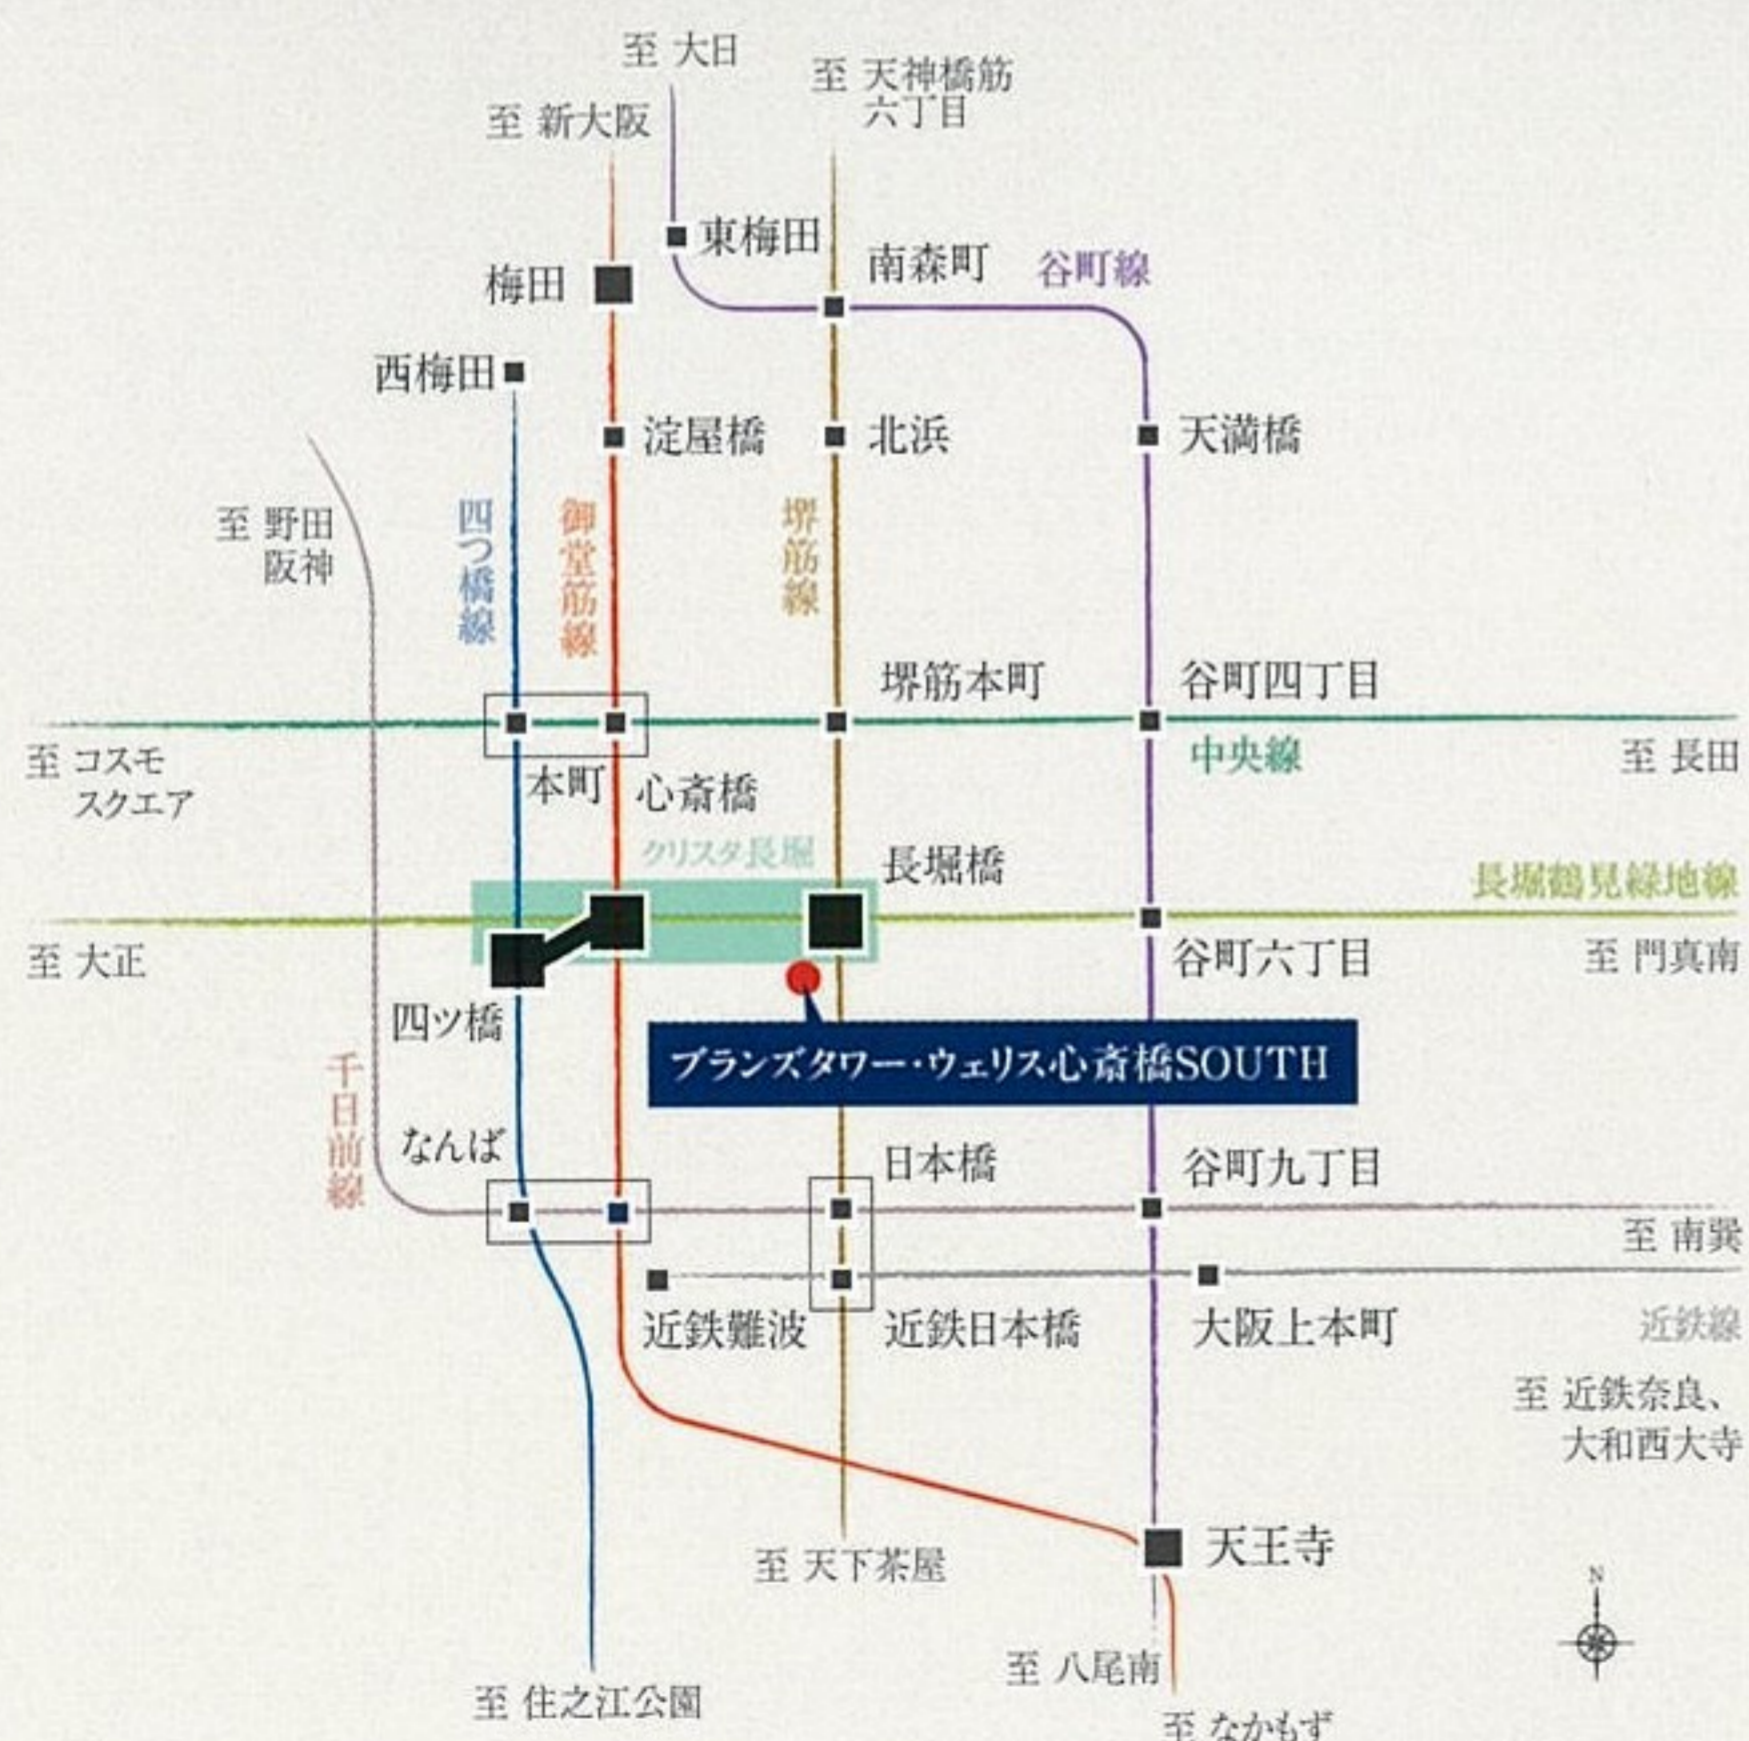 至 大日
至 天神橋筋
六丁目
至 新大阪
東梅田
南森町
谷町線
梅田
西梅田
淀屋橋
北浜
天満橋
至 野田
阪神
四つ橋線
御堂筋線
堺筋線
堺筋本町
谷町四丁目
至 コスモ
スクエア
中央線
至 長田
本町
心斎橋
クリスタ長堀
長堀橋
長堀鶴見緑地線
至 大正
谷町六丁目
至 門真南
四ツ橋
ブランズタワー・ウェリス心斎橋SOUTH
千日前線
なんば
日本橋
谷町九丁目
至 南巽
近鉄難波
近鉄日本橋
大阪上本町
近鉄線
至 近鉄奈良、
大和西大寺
天王寺
至 天下茶屋
N
至 八尾南
至 住之江公園
至 なかもず